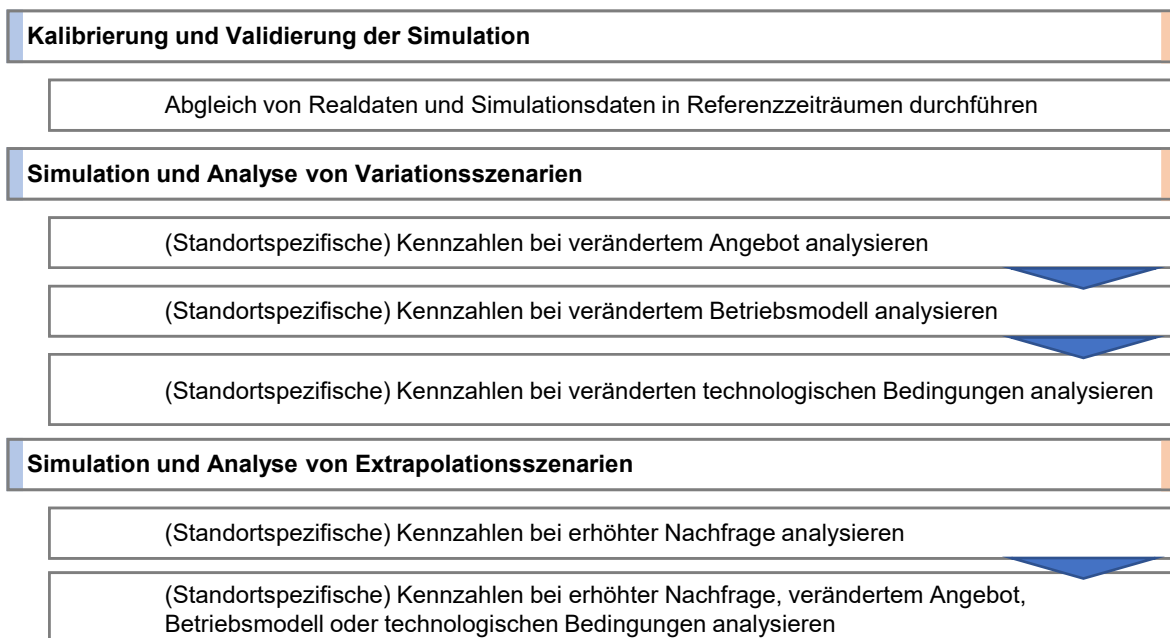 Kalibrierung und Validierung der Simulation
Abgleich von Realdaten und Simulationsdaten in Referenzzeiträumen durchführen
Simulation und Analyse von Variationsszenarien
(Standortspezifische) Kennzahlen bei verändertem Angebot analysieren
(Standortspezifische) Kennzahlen bei verändertem Betriebsmodell analysieren
(Standortspezifische) Kennzahlen bei veränderten technologischen Bedingungen analysieren
Simulation und Analyse von Extrapolationsszenarien
(Standortspezifische) Kennzahlen bei erhöhter Nachfrage analysieren
(Standortspezifische) Kennzahlen bei erhöhter Nachfrage, verändertem Angebot,
Betriebsmodell oder technologischen Bedingungen analysieren